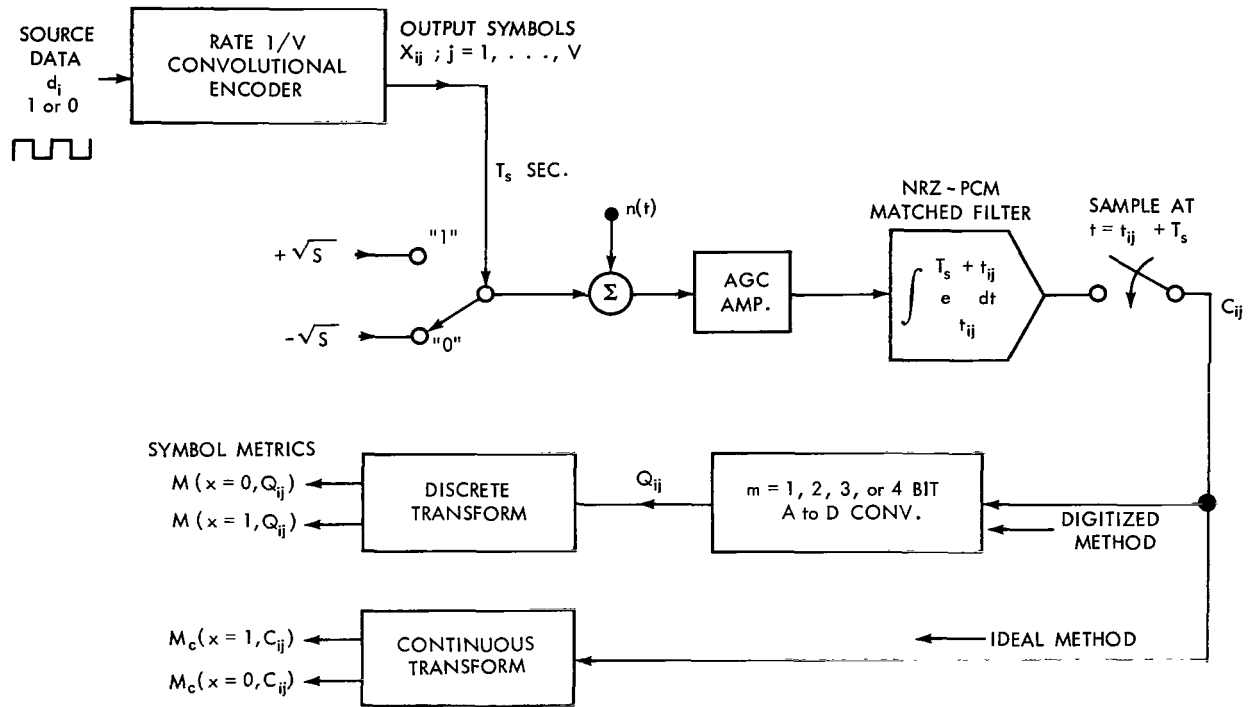 SOURCE
DATA
d_i
1 or 0
RATE 1/V
CONVOLUTIONAL
ENCODER
OUTPUT SYMBOLS
X_ij ; j = 1, . . . , V
T_s SEC.
+√S
"1"
-√S
"0"
n(t)
Σ
AGC
AMP.
NRZ-PCM
MATCHED FILTER
∫ T_s + t_ij
e dt
t_ij
SAMPLE AT
t = t_ij + T_s
C_ij
SYMBOL METRICS
M (x = 0, Q_ij)
M (x = 1, Q_ij)
DISCRETE
TRANSFORM
Q_ij
m = 1, 2, 3, or 4 BIT
A to D CONV.
DIGITIZED
METHOD
M_c (x = 1, C_ij)
M_c (x = 0, C_ij)
CONTINUOUS
TRANSFORM
IDEAL METHOD